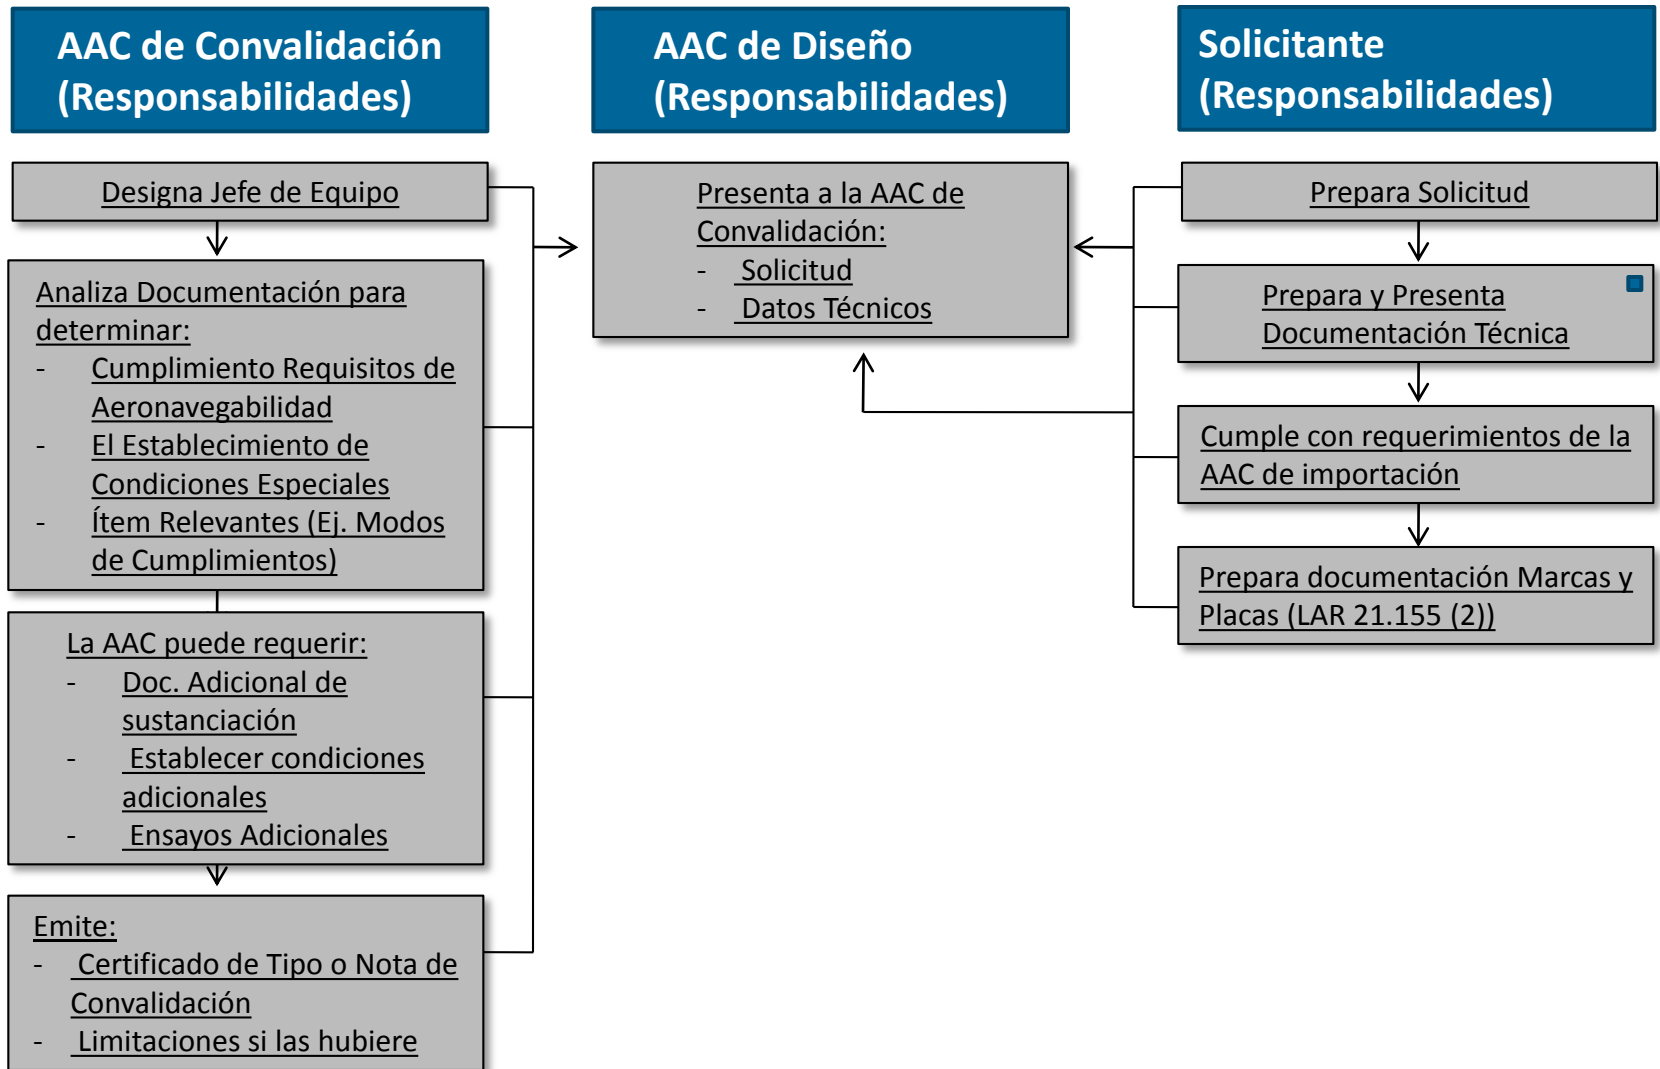 AAC de Convalidación
(Responsabilidades)
AAC de Diseño
(Responsabilidades)
Solicitante
(Responsabilidades)
Designa Jefe de Equipo
Analiza Documentación para
determinar:
- Cumplimiento Requisitos de
Aeronavegabilidad
- El Establecimiento de
Condiciones Especiales
- Ítem Relevantes (Ej. Modos
de Cumplimientos)
La AAC puede requerir:
- Doc. Adicional de
sustanciación
- Establecer condiciones
adicionales
- Ensayos Adicionales
Emite:
- Certificado de Tipo o Nota de
Convalidación
- Limitaciones si las hubiere
Presenta a la AAC de
Convalidación:
- Solicitud
- Datos Técnicos
Prepara Solicitud
Prepara y Presenta
Documentación Técnica
Cumple con requerimientos de la
AAC de importación
Prepara documentación Marcas y
Placas (LAR 21.155 (2))